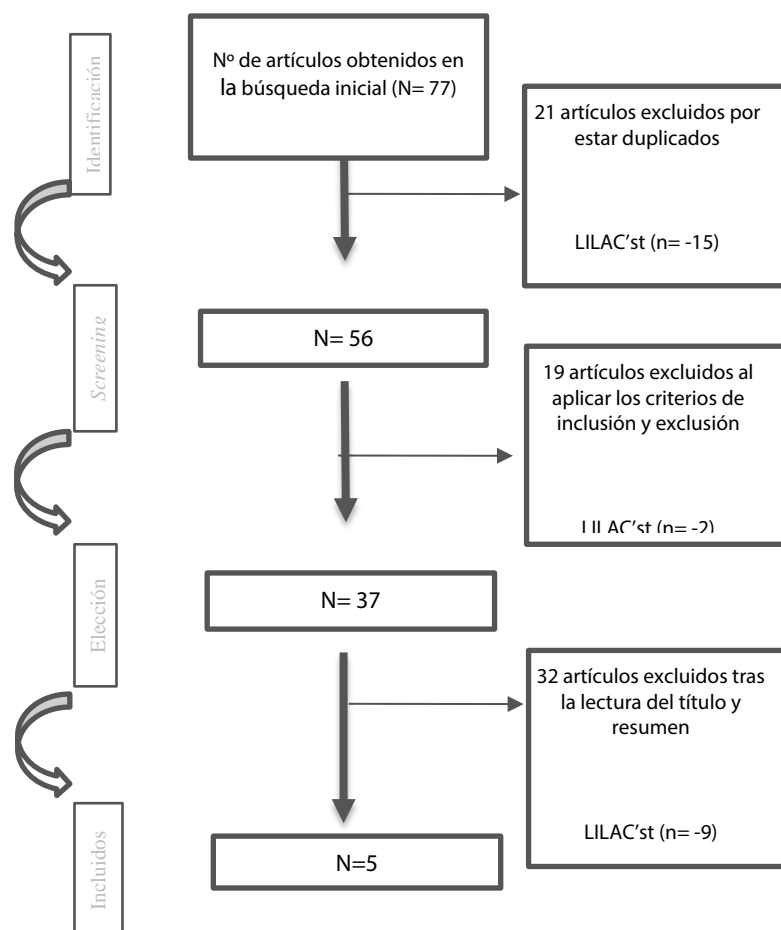 Identificación
Nº de artículos obtenidos en
la búsqueda inicial (N= 77)
21 artículos excluidos por
estar duplicados
LILAC’st (n= -15)
Screening
N= 56
19 artículos excluidos al
aplicar los criterios de
inclusión y exclusión
LILAC’st (n= -2)
Elección
N= 37
32 artículos excluidos tras
la lectura del título y
resumen
LILAC’st (n= -9)
Incluidos
N=5